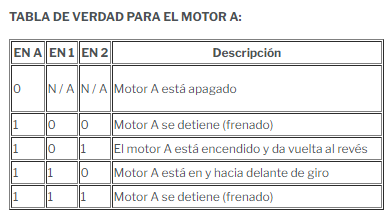 TABLA DE VERDAD PARA EL MOTOR A:
EN A EN 1 EN 2 Descripción
0 N / A N / A Motor A está apagado
1 0 0 Motor A se detiene (frenado)
1 0 1 El motor A está encendido y da vuelta al revés
1 1 0 Motor A está en y hacia delante de giro
1 1 1 Motor A se detiene (frenado)